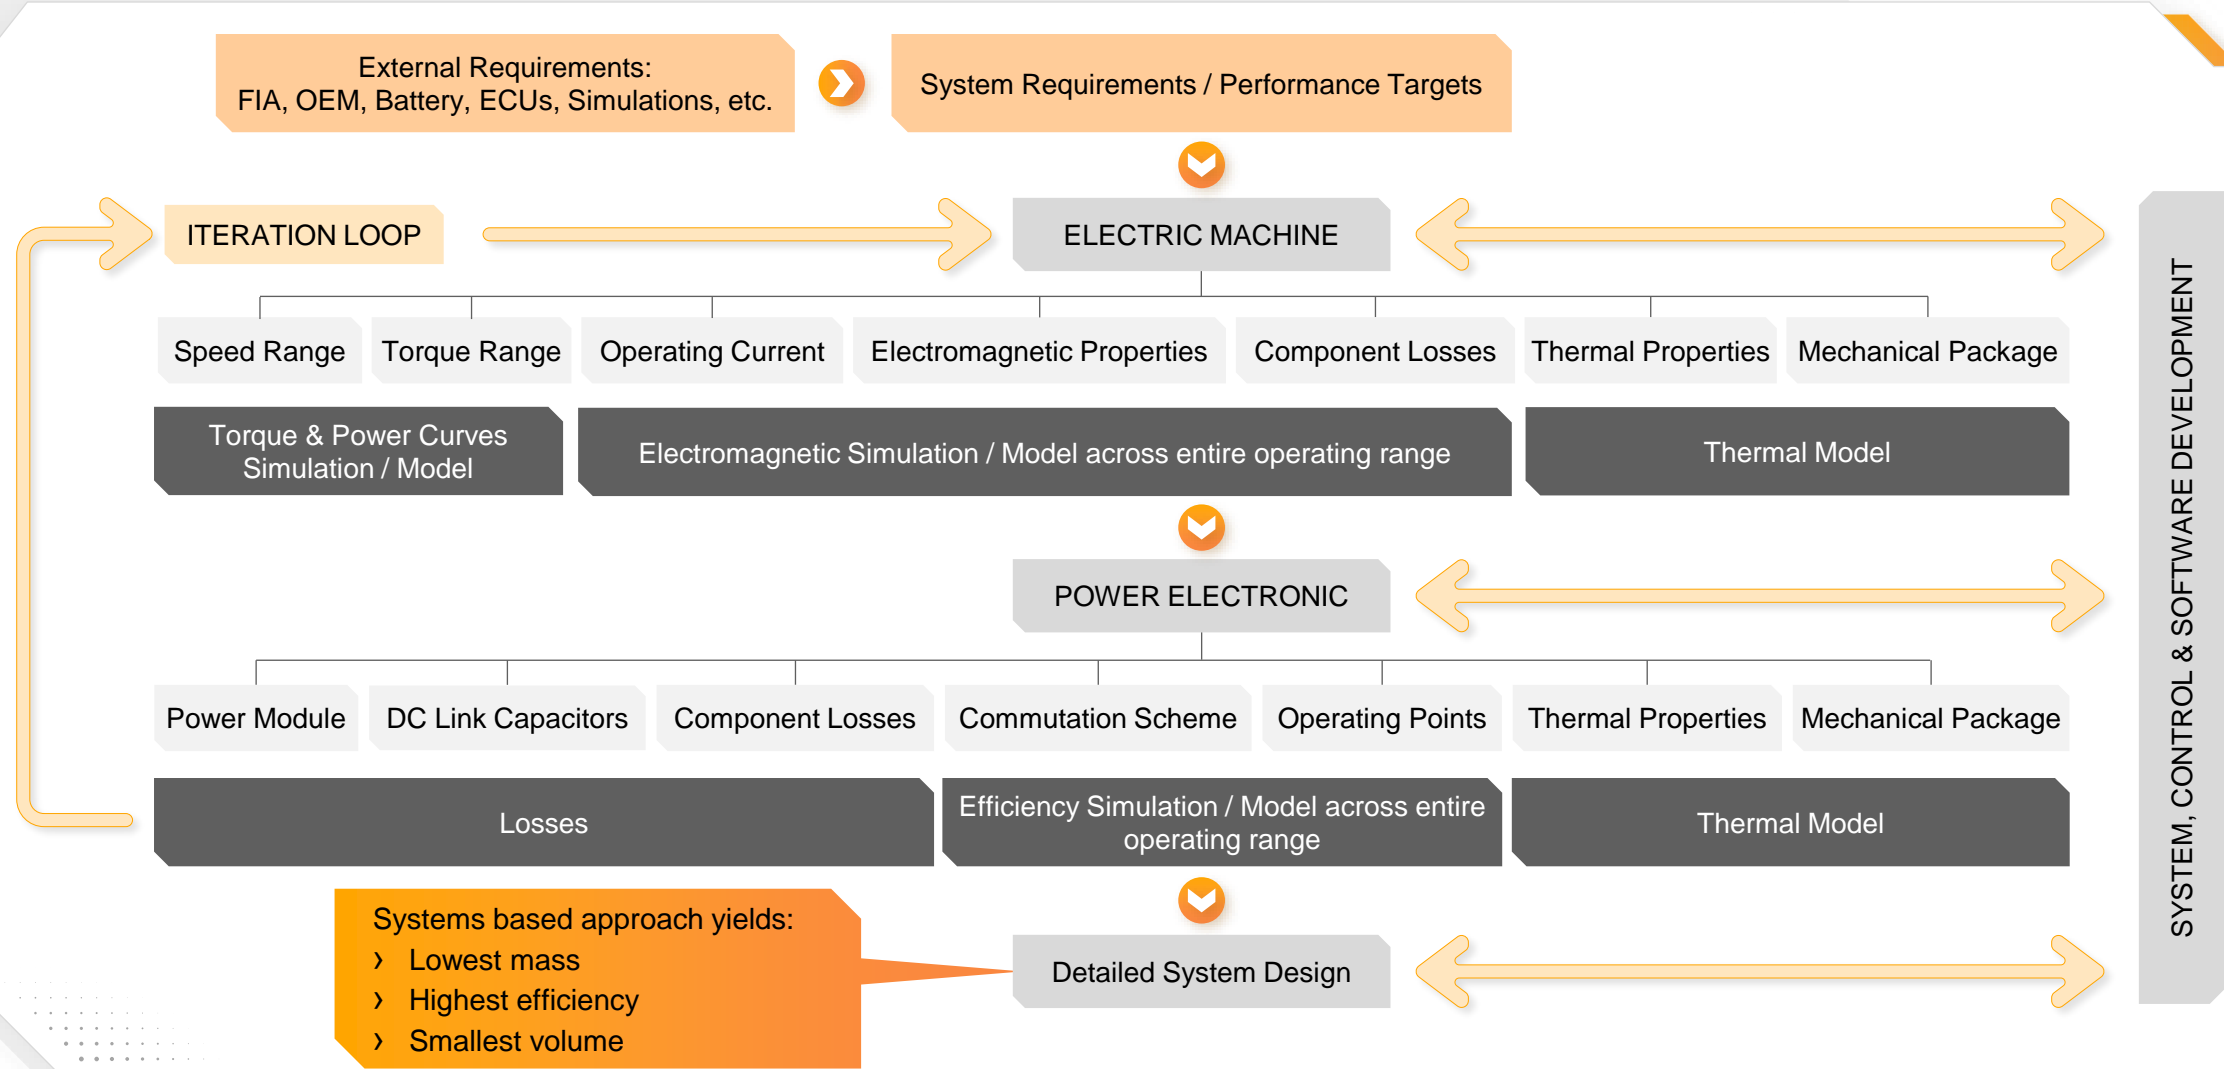 External Requirements:
FIA, OEM, Battery, ECUs, Simulations, etc.
System Requirements / Performance Targets
ITERATION LOOP
ELECTRIC MACHINE
Speed Range
Torque Range
Operating Current
Electromagnetic Properties
Component Losses
Thermal Properties
Mechanical Package
Torque & Power Curves
Simulation / Model
Electromagnetic Simulation / Model across entire operating range
Thermal Model
POWER ELECTRONIC
Power Module
DC Link Capacitors
Component Losses
Commutation Scheme
Operating Points
Thermal Properties
Mechanical Package
Losses
Efficiency Simulation / Model across entire
operating range
Thermal Model
Systems based approach yields:
› Lowest mass
› Highest efficiency
› Smallest volume
Detailed System Design
SYSTEM, CONTROL & SOFTWARE DEVELOPMENT